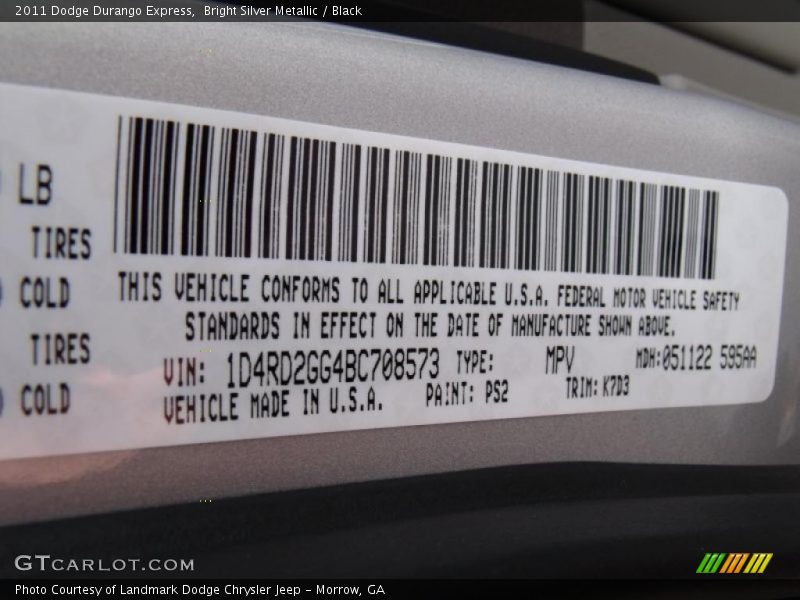 2011 Dodge Durango Express, Bright Silver Metallic / Black
LB
TIRES
COLD
TIRES
COLD
THIS VEHICLE CONFORMS TO ALL APPLICABLE U.S.A. FEDERAL MOTOR VEHICLE SAFETY
STANDARDS IN EFFECT ON THE DATE OF MANUFACTURE SHOWN ABOVE.
VIN: 1D4RD2GG4BC708573 TYPE: MPV MDH:051122 595AA
VEHICLE MADE IN U.S.A. PAINT: PS2 TRIM: K7D3
GTCARLOT.COM
Photo Courtesy of Landmark Dodge Chrysler Jeep - Morrow, GA